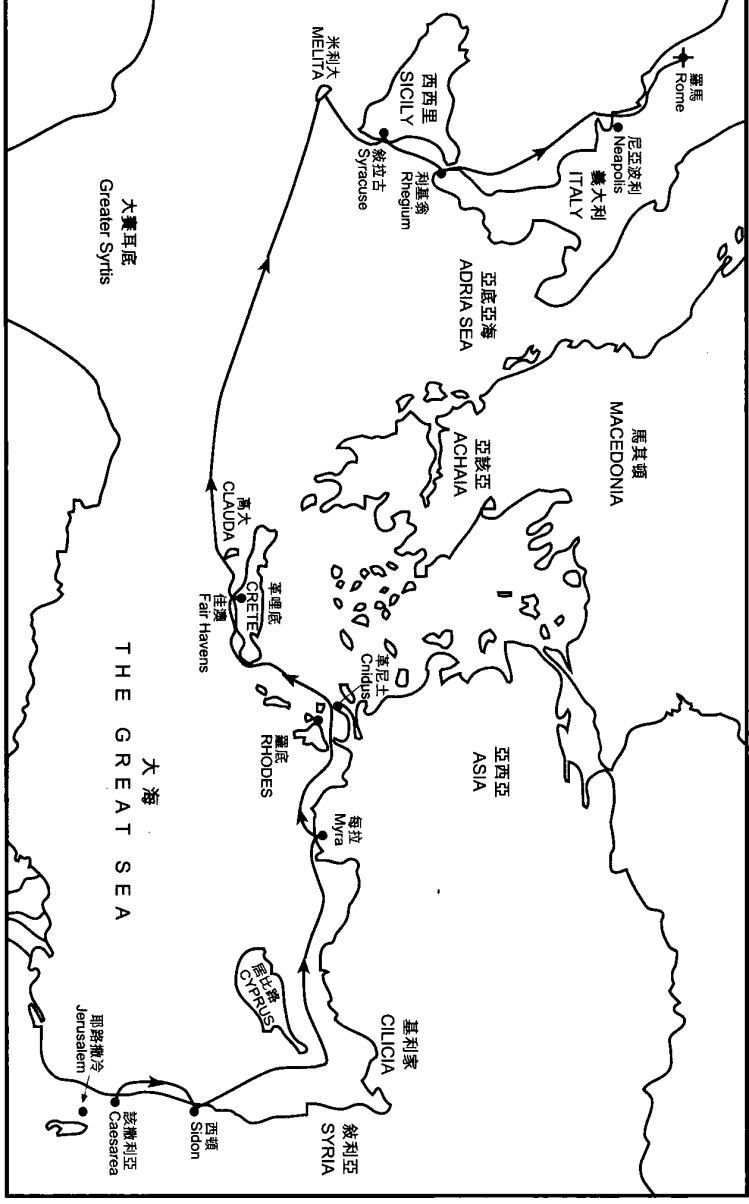 羅馬
Rome
尼亞波利
Neapolis
義大利
ITALY
西西里
SICILY
米利大
MELITA
敘拉古
Syracuse
利基翁
Rhegium
亞底亞海
ADRIA SEA
大賽耳底
Greater Syrtis
馬其頓
MACEDONIA
亞該亞
ACHAIA
高大
CLAUDA
革哩底
CRETE
佳澳
Fair Havens
革尼土
Cnidus
羅底
RHODES
亞西亞
ASIA
每拉
Myra
大海
THE GREAT SEA
居比路
CYPRUS
基利家
CILICIA
敘利亞
SYRIA
西頓
Sidon
該撒利亞
Caesarea
耶路撒冷
Jerusalem